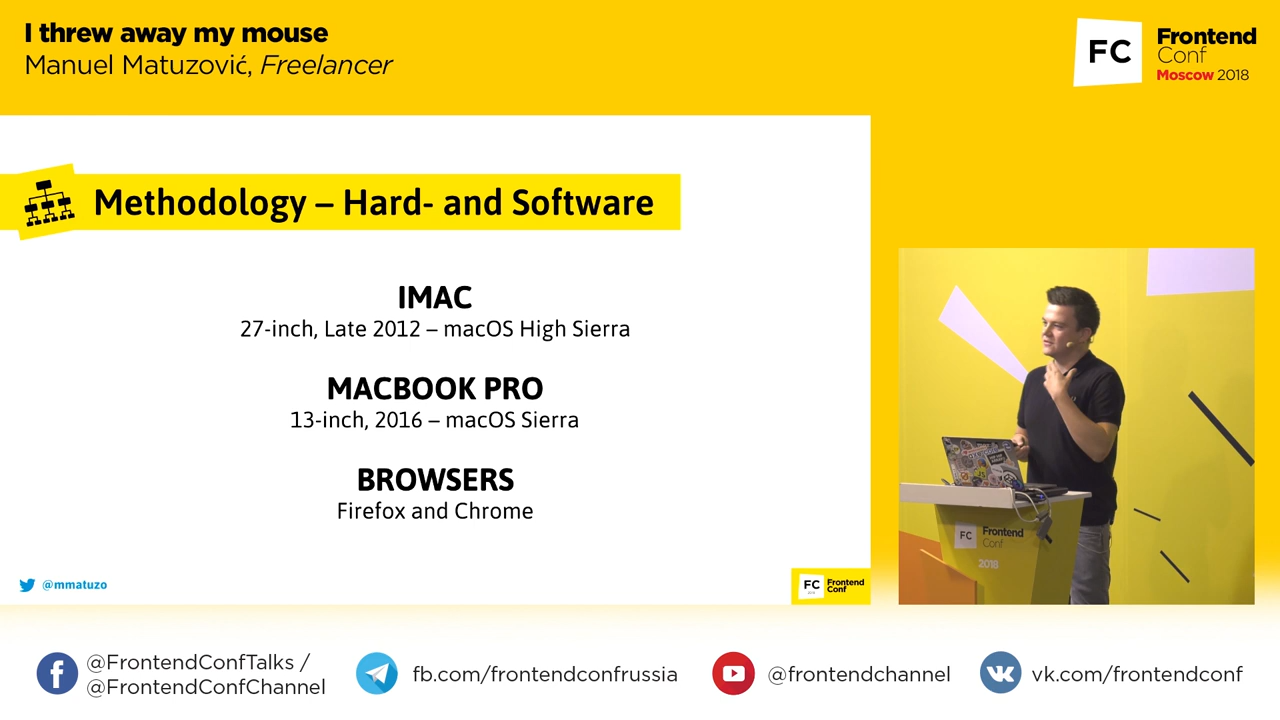 I threw away my mouse
Manuel Matuzović, Freelancer
FC
Frontend
Conf
Moscow 2018
Methodology – Hard- and Software
IMAC
27-inch, Late 2012 – macOS High Sierra
MACBOOK PRO
13-inch, 2016 – macOS Sierra
BROWSERS
Firefox and Chrome
@mmatuzo
FC
Frontend
Conf
FC
Frontend
Conf
2018
@FrontendConfTalks /
@FrontendConfChannel
fb.com/frontendconfrussia
@frontendchannel
vk.com/frontendconf